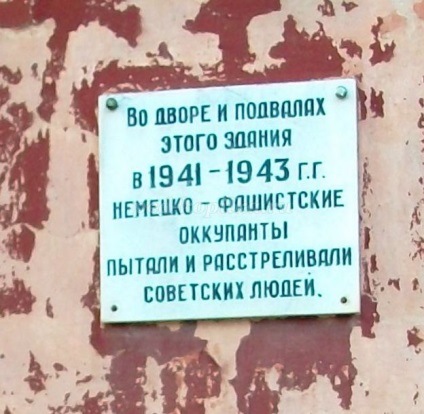 Во дворе и подвалах
этого здания
в 1941-1943 г.г.
немецко - фашистские
оккупанты
пытали и расстреливали
советских людей.